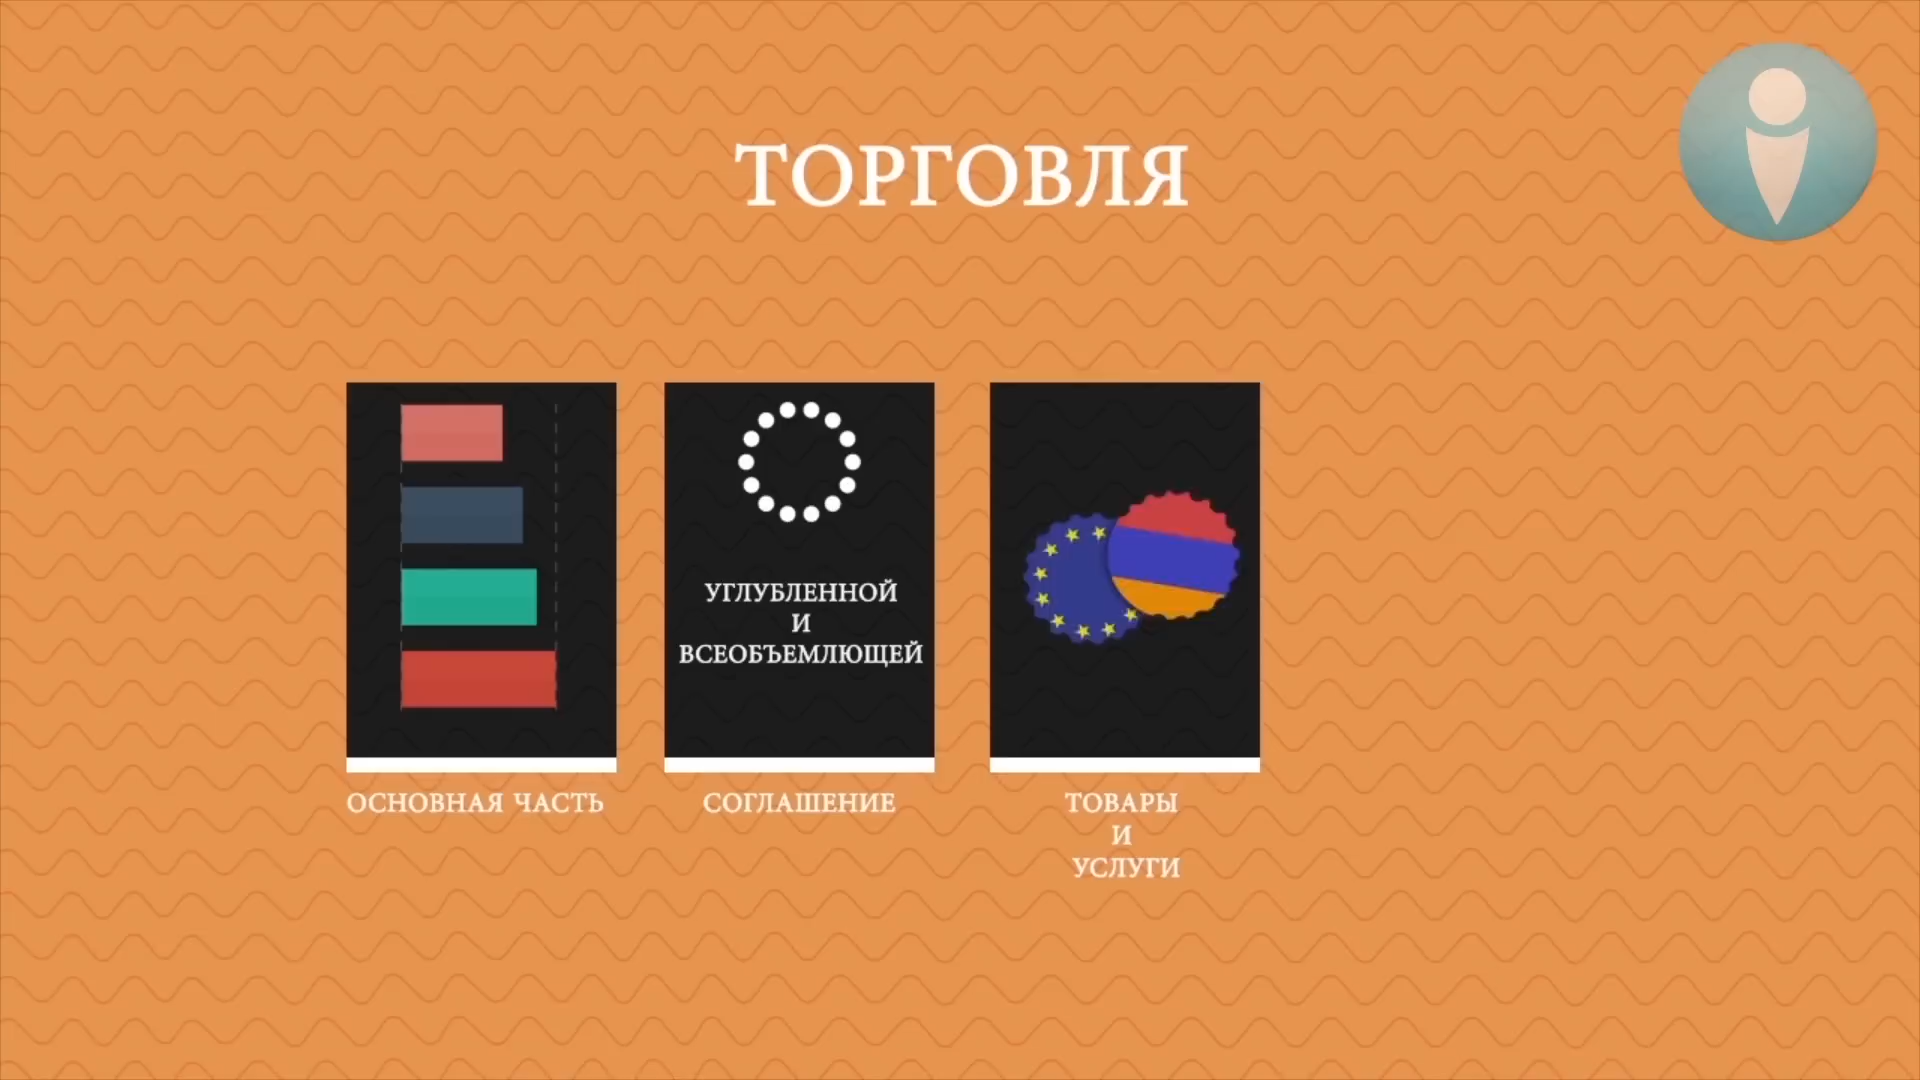 ТОРГОВЛЯ
УГЛУБЛЕННОЙ
И
ВСЕОБЪЕМЛЮЩЕЙ
ОСНОВНАЯ ЧАСТЬ
СОГЛАШЕНИЕ
ТОВАРЫ
И
УСЛУГИ